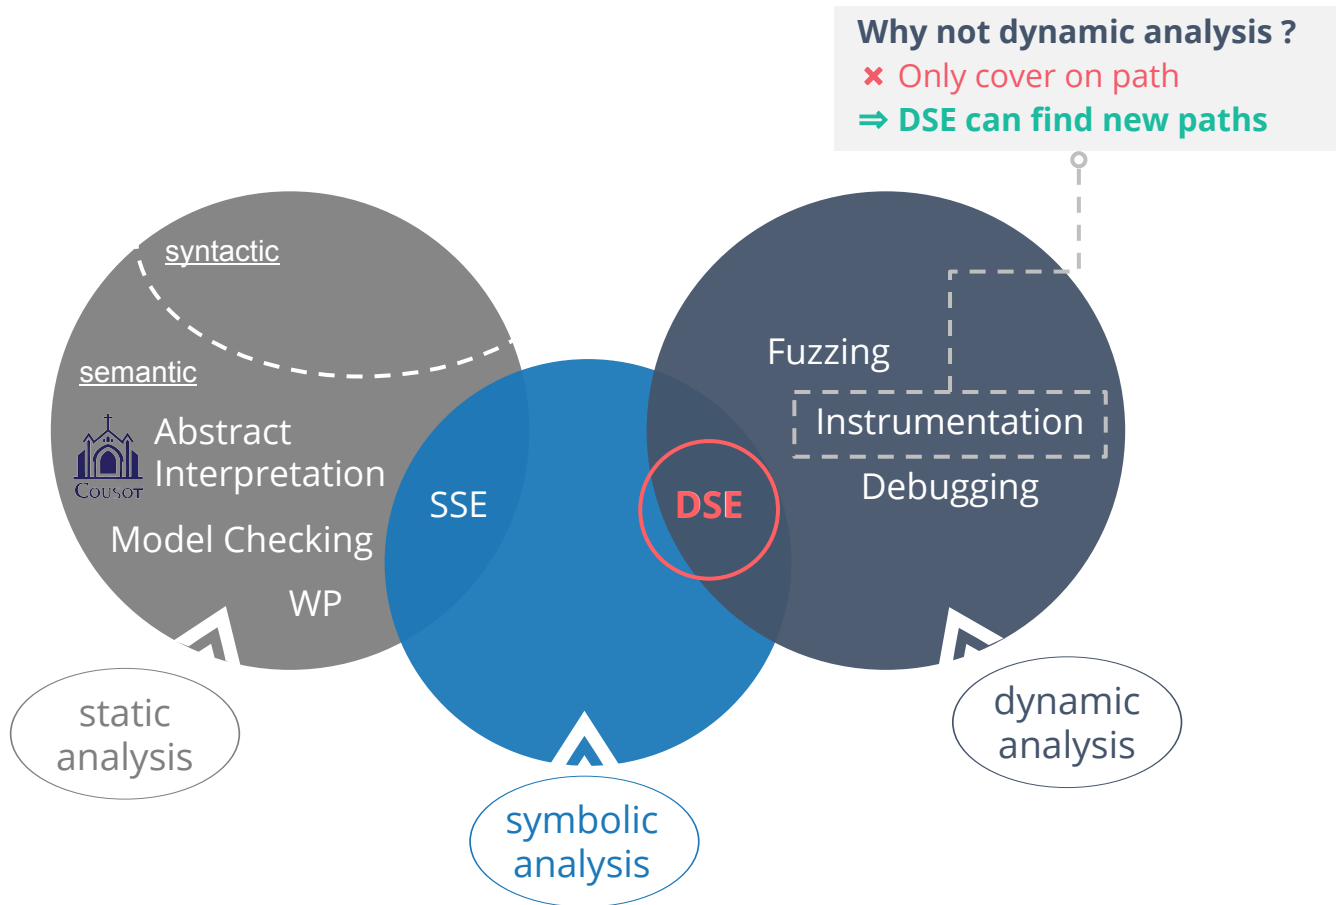 Why not dynamic analysis ?
✖ Only cover on path
⇒ DSE can find new paths
syntactic
semantic
Abstract
Interpretation
COUSOT
Model Checking
WP
SSE
DSE
Fuzzing
Instrumentation
Debugging
static
analysis
symbolic
analysis
dynamic
analysis